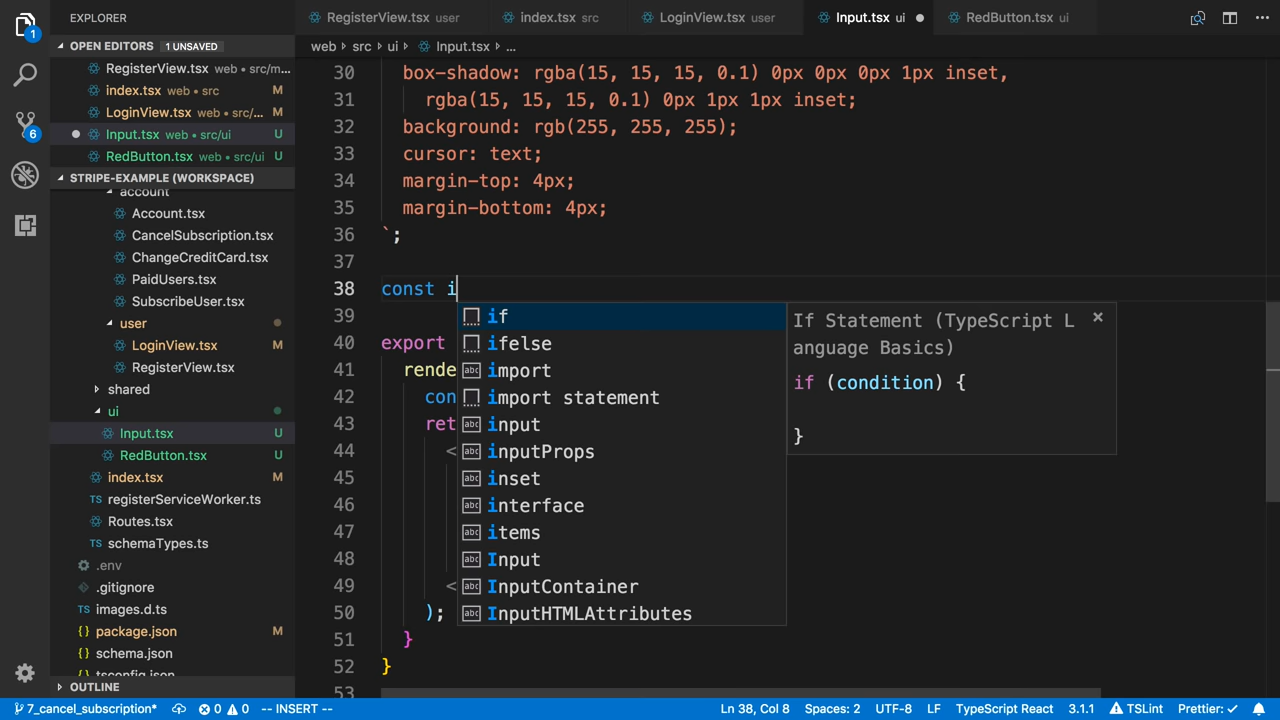 EXPLORER
RegisterView.tsx user
index.tsx src
LoginView.tsx user
Input.tsx ui
RedButton.tsx ui
1
6
OPEN EDITORS 1 UNSAVED
RegisterView.tsx web • src/m...
index.tsx web • src M
LoginView.tsx web • sr/... M
Input.tsx web • src/ui U
RedButton.tsx web • src/ui U
STRIPE-EXAMPLE (WORKSPACE)
account
Account.tsx
CancelSubscription.tsx
ChangeCreditCard.tsx
PaidUsers.tsx
SubscribeUser.tsx
user
LoginView.tsx M
RegisterView.tsx
shared
ui
Input.tsx U
RedButton.tsx U
index.tsx M
registerServiceWorker.ts
Routes.tsx
schemaTypes.ts
.env
.gitignore
images.d.ts
package.json M
schema.json
tsconfig.json
OUTLINE
web src ui Input.tsx ...
30 box-shadow: rgba(15, 15, 15, 0.1) 0px 0px 0px 1px inset,
31 rgba(15, 15, 15, 0.1) 0px 1px 1px inset;
32 background: rgb(255, 255, 255);
33 cursor: text;
34 margin-top: 4px;
35 margin-bottom: 4px;
36 `;
37
38 const i
39
40 export
41 rende
42 con
43 ret
44 <
45
46
47
48
49 <
50 );
51 }
52 }
53
if
ifelse
import
import statement
input
inputProps
inset
interface
items
Input
InputContainer
InputHTMLAttributes
If Statement (TypeScript L
anguage Basics)
if (condition) {
}
7_cancel_subscription* 0 0 -- INSERT -- Ln 38, Col 8 Spaces: 2 UTF-8 LF TypeScript React 3.1.1 TSLint Prettier: ✓